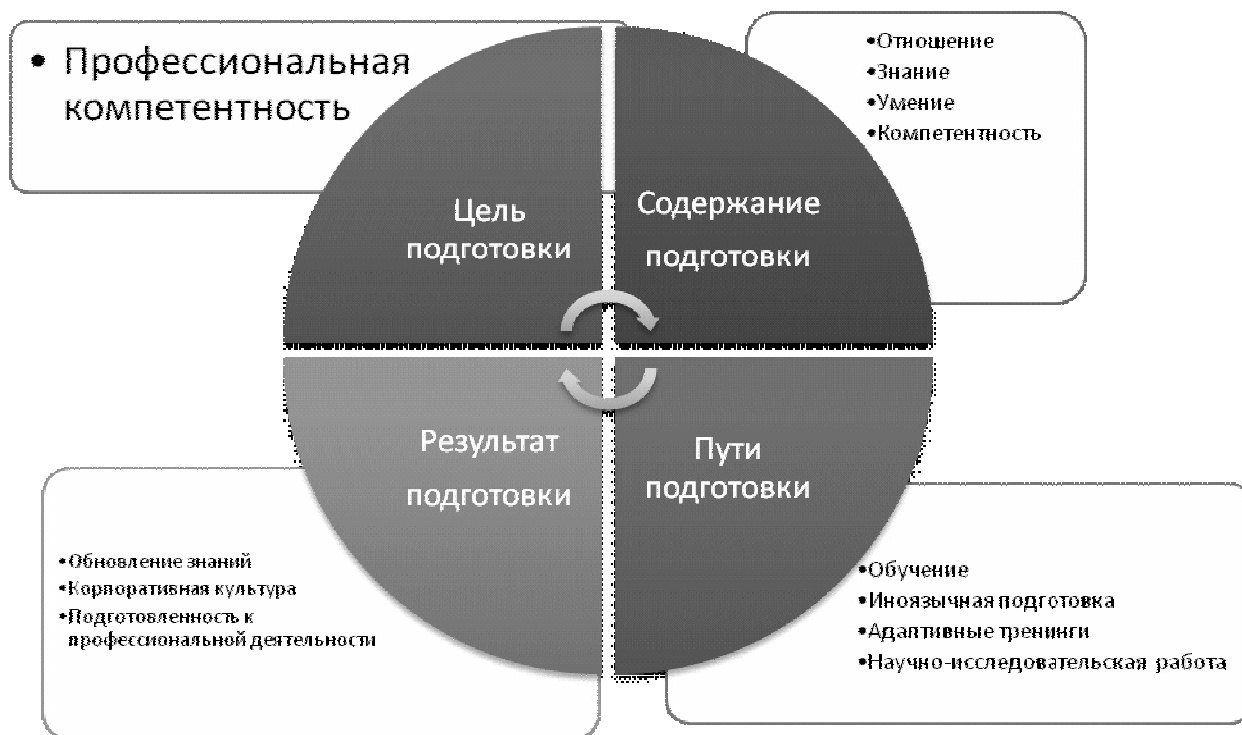 • Профессиональная
компетентность
•Отношение
•Знание
•Умение
•Компетентность
Цель
подготовки
Содержание
подготовки
Результат
подготовки
Пути
подготовки
•Обновление знаний
•Корпоративная культура
•Подготовленность к
профессиональной деятельности
•Обучение
•Иноязычная подготовка
•Адаптивные тренинги
•Научно-исследовательская работа